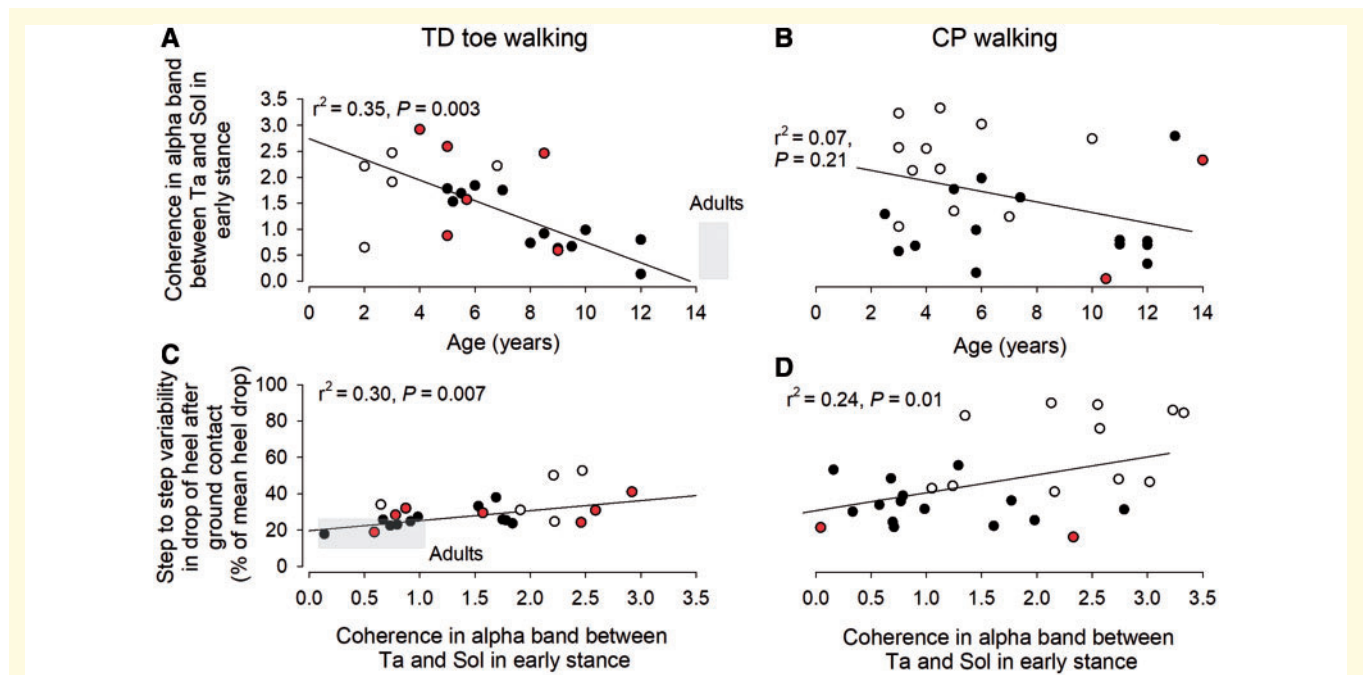 A
TD toe walking
B
CP walking
Coherence in alpha band
between Ta and Sol in
early stance
3.5
3.0
2.5
2.0
1.5
1.0
0.5
0.0
r² = 0.35, P = 0.003
Adults
0 2 4 6 8 10 12 14
Age (years)
r² = 0.07,
P = 0.21
0 2 4 6 8 10 12 14
Age (years)
C
Step to step variability
in drop of heel after
ground contact
(% of mean heel drop)
100
80
60
40
20
0
r² = 0.30, P = 0.007
Adults
0.0 0.5 1.0 1.5 2.0 2.5 3.0 3.5
Coherence in alpha band between
Ta and Sol in early stance
D
r² = 0.24, P = 0.01
0.0 0.5 1.0 1.5 2.0 2.5 3.0 3.5
Coherence in alpha band between
Ta and Sol in early stance